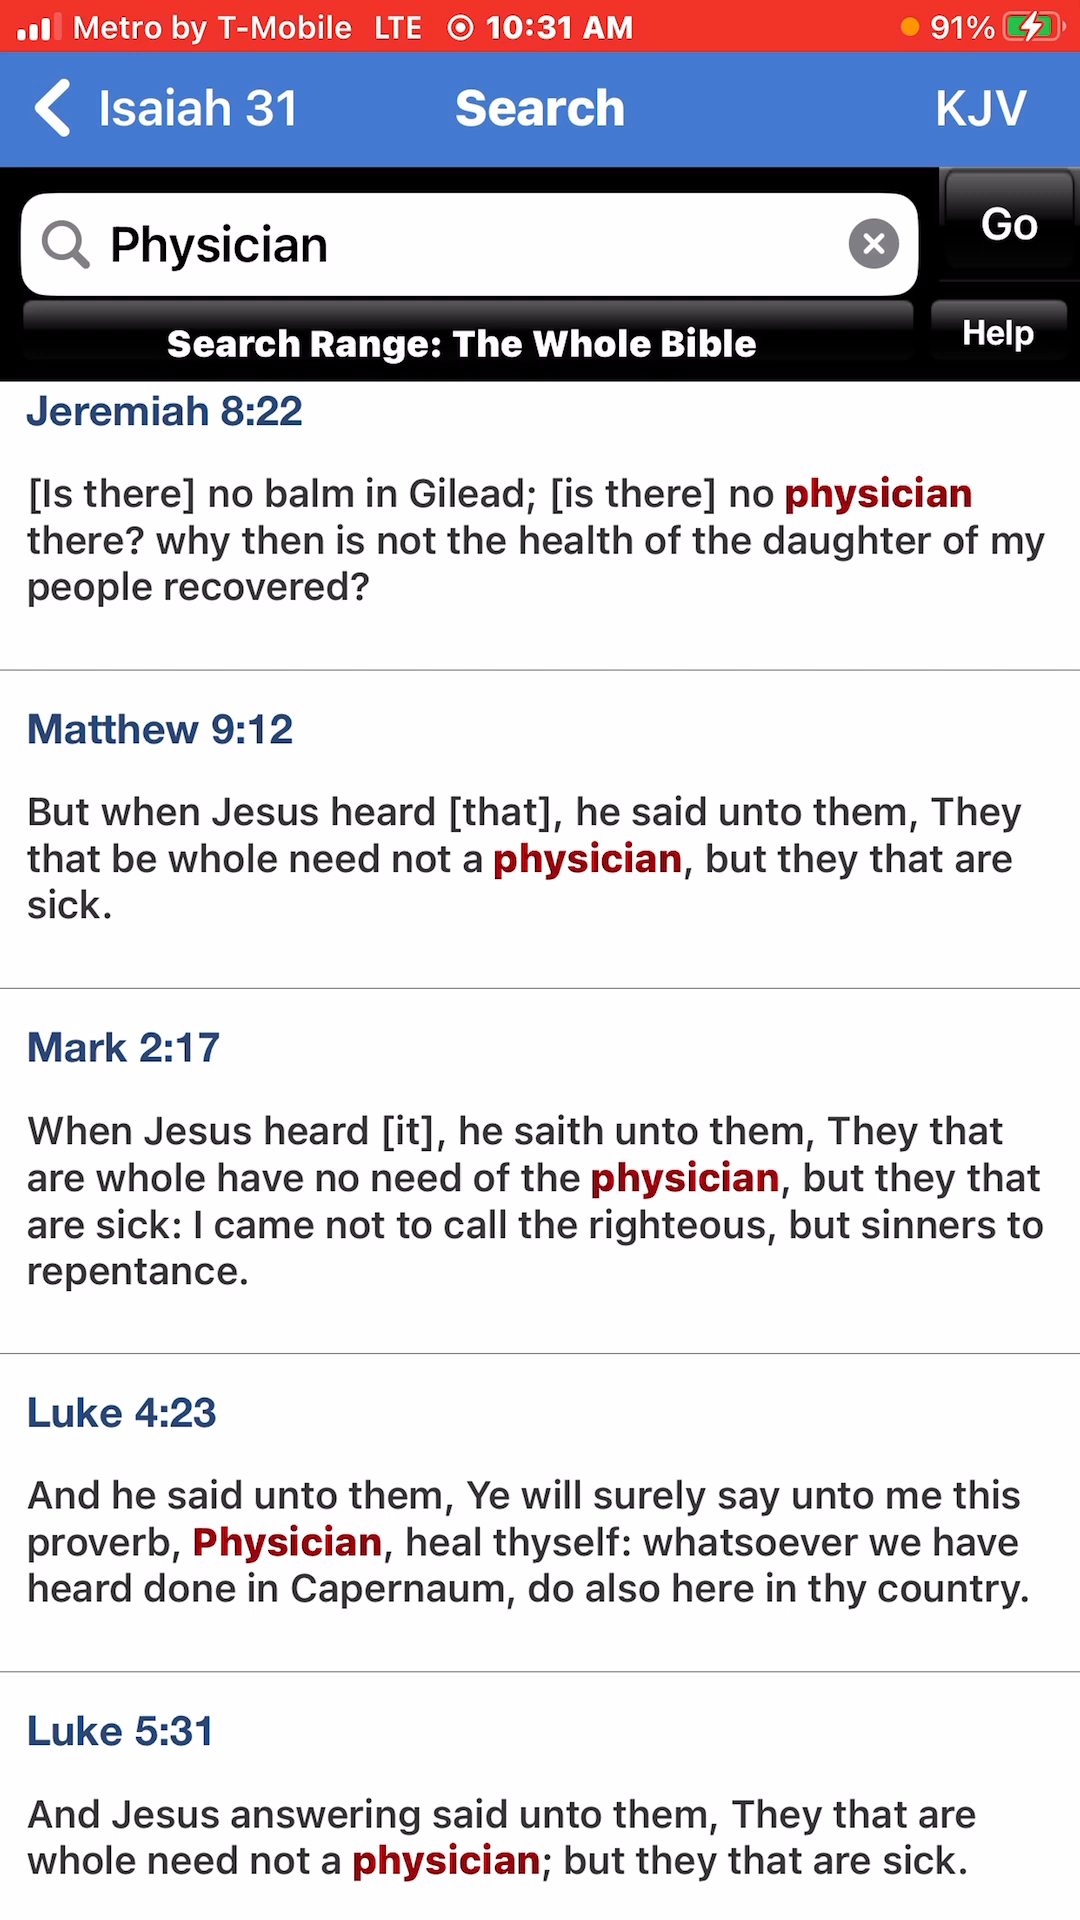 Metro by T-Mobile LTE 10:31 AM 91%
Isaiah 31 Search KJV
Physician Go
Search Range: The Whole Bible Help
Jeremiah 8:22
[Is there] no balm in Gilead; [is there] no physician
there? why then is not the health of the daughter of my
people recovered?
Matthew 9:12
But when Jesus heard [that], he said unto them, They
that be whole need not a physician, but they that are
sick.
Mark 2:17
When Jesus heard [it], he saith unto them, They that
are whole have no need of the physician, but they that
are sick: I came not to call the righteous, but sinners to
repentance.
Luke 4:23
And he said unto them, Ye will surely say unto me this
proverb, Physician, heal thyself: whatsoever we have
heard done in Capernaum, do also here in thy country.
Luke 5:31
And Jesus answering said unto them, They that are
whole need not a physician; but they that are sick.